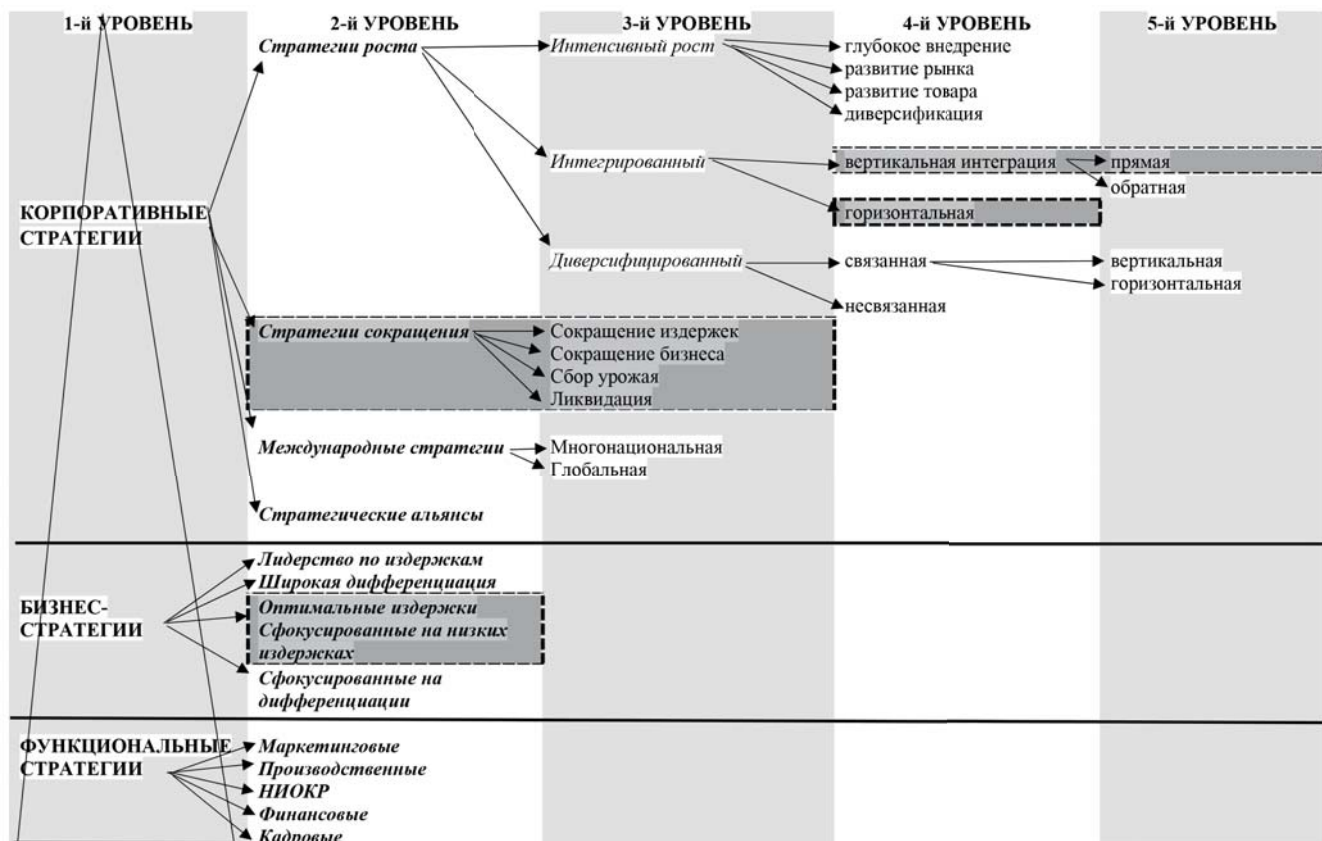 1-й УРОВЕНЬ 2-й УРОВЕНЬ 3-й УРОВЕНЬ 4-й УРОВЕНЬ 5-й УРОВЕНЬ
Стратегии роста Интенсивный рост глубокое внедрение
развитие рынка
развитие товара
диверсификация
Интегрированный вертикальная интеграция прямая
обратная
КОРПОРАТИВНЫЕ горизонтальная
СТРАТЕГИИ
Диверсифицированный связанная вертикальная
горизонтальная
несвязанная
Стратегии сокращения Сокращение издержек
Сокращение бизнеса
Сбор урожая
Ликвидация
Международные стратегии Многонациональная
Глобальная
Стратегические альянсы
Лидерство по издержкам
Широкая дифференциация
БИЗНЕС- Оптимальные издержки
СТРАТЕГИИ Сфокусированные на низких
издержках
Сфокусированные на
дифференциации
ФУНКЦИОНАЛЬНЫЕ Маркетинговые
СТРАТЕГИИ Производственные
НИОКР
Финансовые
Кадровые